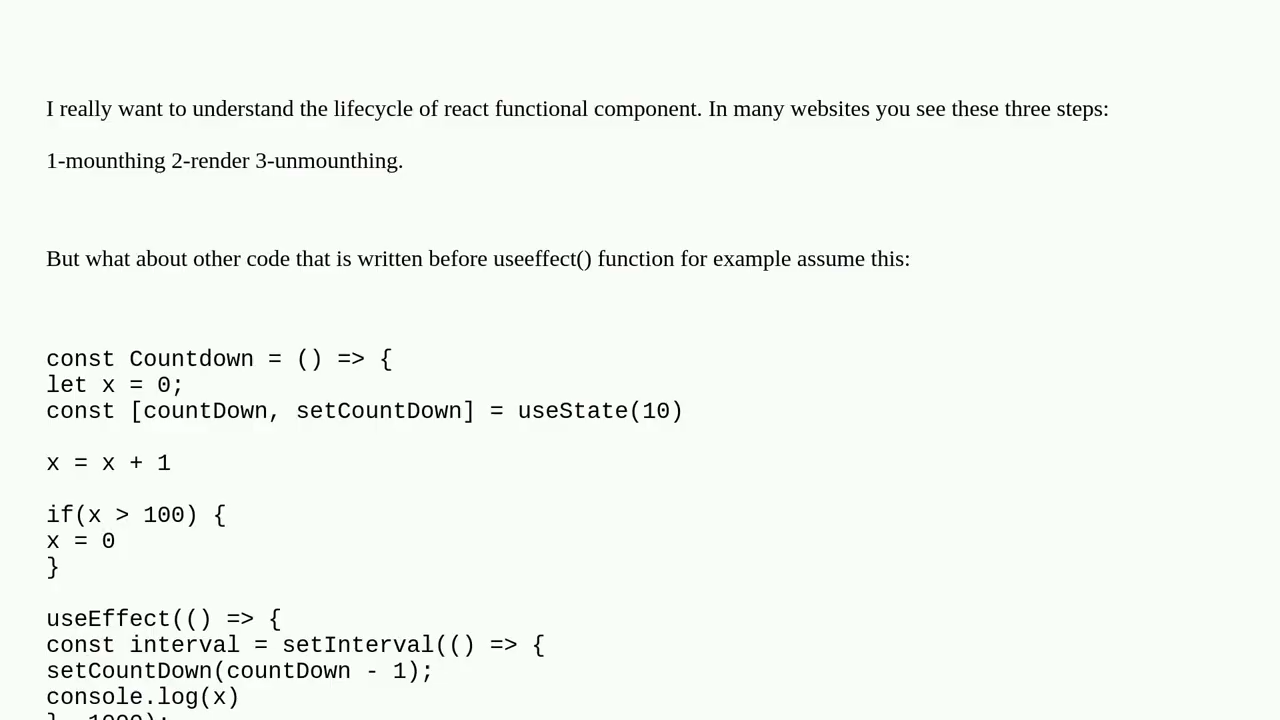 I really want to understand the lifecycle of react functional component. In many websites you see these three steps:
1-mounthing 2-render 3-unmounthing.
But what about other code that is written before useeffect() function for example assume this:
const Countdown = () => {
let x = 0;
const [countDown, setCountDown] = useState(10)
x = x + 1
if(x > 100) {
x = 0
}
useEffect(() => {
const interval = setInterval(() => {
setCountDown(countDown - 1);
console.log(x)
}, 1000);